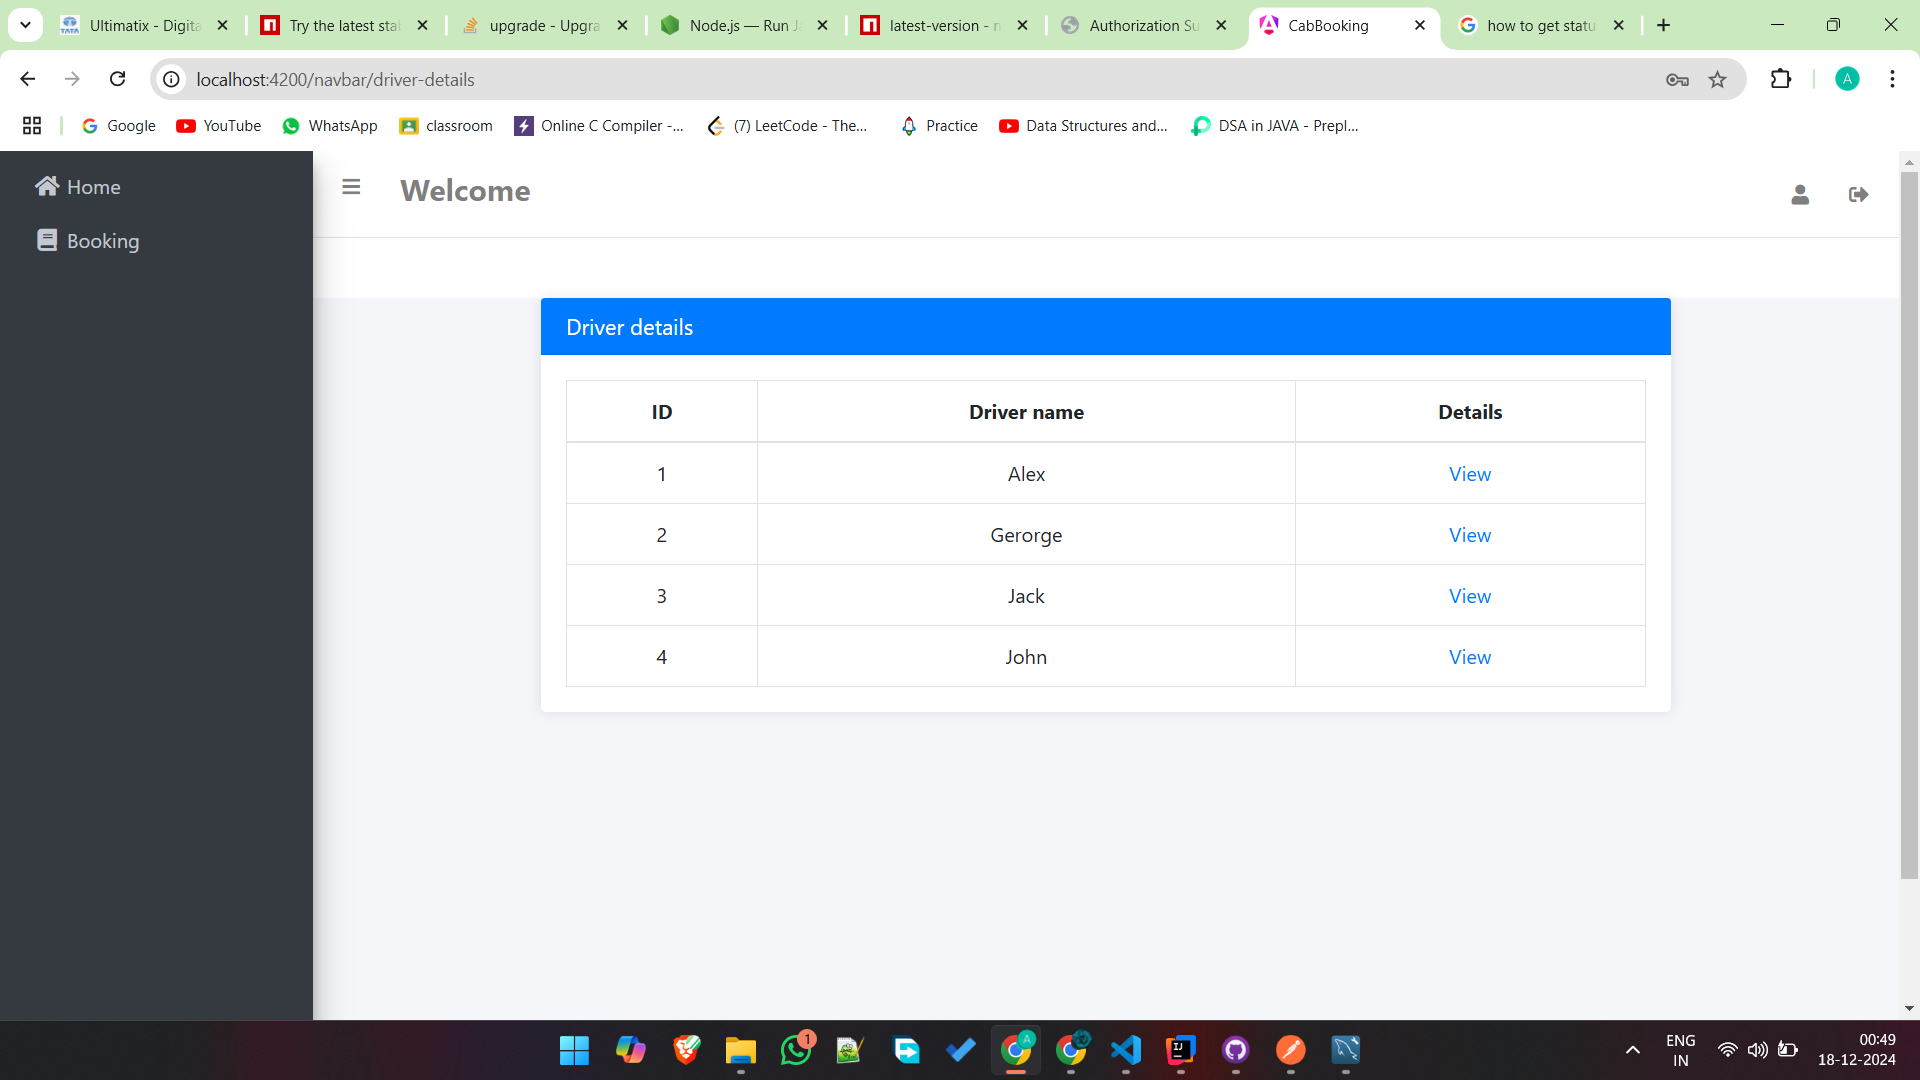 Ultimatix - Digita
Try the latest stab
upgrade - Upgra
Node.js — Run Ja
latest-version - n
Authorization Su
CabBooking
how to get statu
localhost:4200/navbar/driver-details
A
Google
YouTube
WhatsApp
classroom
Online C Compiler -...
(7) LeetCode - The...
Practice
Data Structures and...
DSA in JAVA - Prepl...
Home
Welcome
Booking
Driver details
ID Driver name Details
1 Alex View
2 Gerorge View
3 Jack View
4 John View
1
A
ENG
IN
00:49
18-12-2024